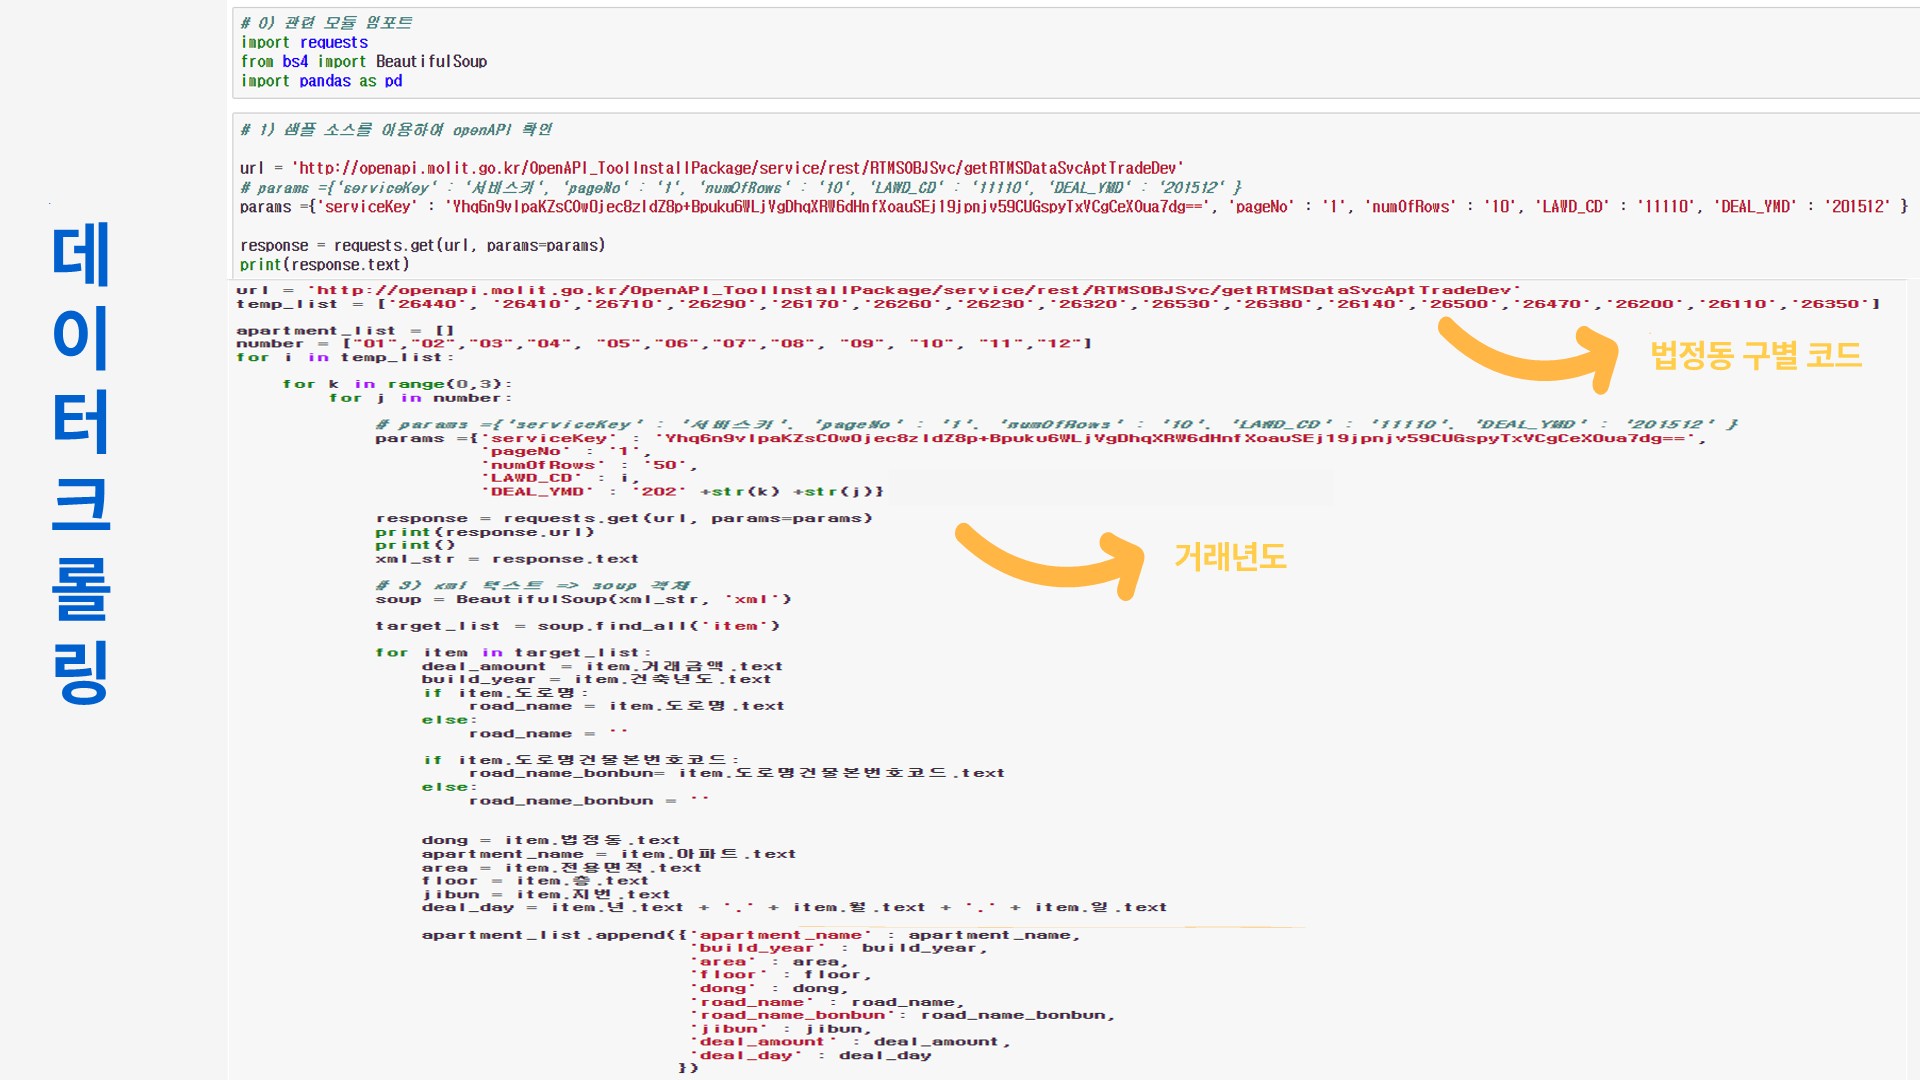 데이터크롤링
# 0) 관련 모듈 임포트
import requests
from bs4 import BeautifulSoup
import pandas as pd
# 1) 샘플 소스를 이용하여 openAPI 확인
url = 'http://openapi.molit.go.kr/OpenAPI_ToolInstallPackage/service/rest/RTMSOBJSvc/getRTMSDataSvcAptTradeDev'
# params ={'serviceKey' : '서비스키', 'pageNo' : '1', 'numOfRows' : '10', 'LAWD_CD' : '11110', 'DEAL_YMD' : '201512' }
params ={'serviceKey' : 'Yhq6n9vIpaKZsCOwOjec8zIdZ8p+Bpuku6WLjVgDhqXRW6dHnfXoauSEj19jpnjv59CUGspyTxVCgCeXOua7dg==', 'pageNo' : '1', 'numOfRows' : '10', 'LAWD_CD' : '11110', 'DEAL_YMD' : '201512' }
response = requests.get(url, params=params)
print(response.text)
url = 'http://openapi.molit.go.kr/OpenAPI_ToolInstallPackage/service/rest/RTMSOBJSvc/getRTMSDataSvcAptTradeDev'
temp_list = ['26440', '26410','26710','26290','26170','26260','26230','26320','26530','26380','26140','26500','26470','26200','26110','26350']
apartment_list = []
number = ["01","02","03","04", "05","06","07","08", "09", "10", "11","12"]
for i in temp_list:
법정동 구별 코드
for k in range(0,3):
for j in number:
# params ={'serviceKey' : '서비스키', 'pageNo' : '1', 'numOfRows' : '10', 'LAWD_CD' : '11110', 'DEAL_YMD' : '201512' }
params ={'serviceKey' : 'Yhq6n9vIpaKZsCOwOjec8zIdZ8p+Bpuku6WLjVgDhqXRW6dHnfXoauSEj19jpnjv59CUGspyTxVCgCeXOua7dg==',
'pageNo' : '1',
'numOfRows' : '50',
'LAWD_CD' : i,
'DEAL_YMD' : '202' +str(k) +str(j)}
response = requests.get(url, params=params)
print(response.url)
print()
xml_str = response.text
거래년도
# 3) xml 텍스트 => soup 객체
soup = BeautifulSoup(xml_str, 'xml')
target_list = soup.find_all('item')
for item in target_list:
deal_amount = item.거래금액.text
build_year = item.건축년도.text
if item.도로명:
road_name = item.도로명.text
else:
road_name = ''
if item.도로명건물본번호코드:
road_name_bonbun= item.도로명건물본번호코드.text
else:
road_name_bonbun = ''
dong = item.법정동.text
apartment_name = item.아파트.text
area = item.전용면적.text
floor = item.층.text
jibun = item.지번.text
deal_day = item.년.text + '.' + item.월.text + '.' + item.일.text
apartment_list.append({'apartment_name' : apartment_name,
'build_year' : build_year,
'area' : area,
'floor' : floor,
'dong' : dong,
'road_name' : road_name,
'road_name_bonbun': road_name_bonbun,
'jibun' : jibun,
'deal_amount' : deal_amount,
'deal_day' : deal_day
})